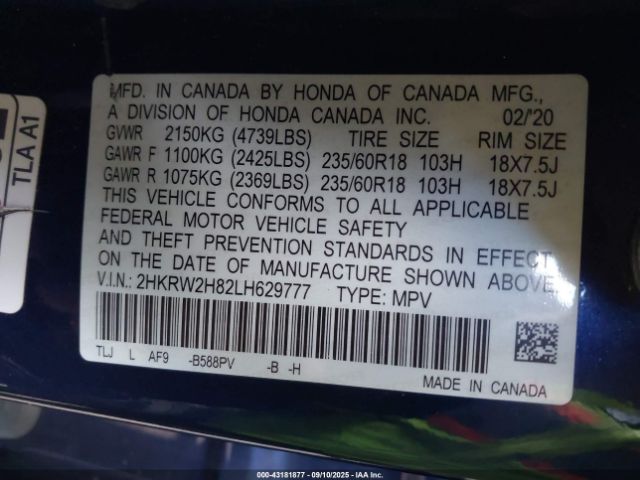 MFD. IN CANADA BY HONDA OF CANADA MFG.,
A DIVISION OF HONDA CANADA INC. 02/'20
GVWR 2150KG (4739LBS) TIRE SIZE RIM SIZE
GAWR F 1100KG (2425LBS) 235/60R18 103H 18X7.5J
GAWR R 1075KG (2369LBS) 235/60R18 103H 18X7.5J
THIS VEHICLE CONFORMS TO ALL APPLICABLE
FEDERAL MOTOR VEHICLE SAFETY
AND THEFT PREVENTION STANDARDS IN EFFECT
ON THE DATE OF MANUFACTURE SHOWN ABOVE.
V.I.N.: 2HKRW2H82LH629777 TYPE: MPV
TLJ L AF9 -B588PV -B -H
MADE IN CANADA
TLA A1
000-43181877 - 09/10/2025 - IAA Inc.